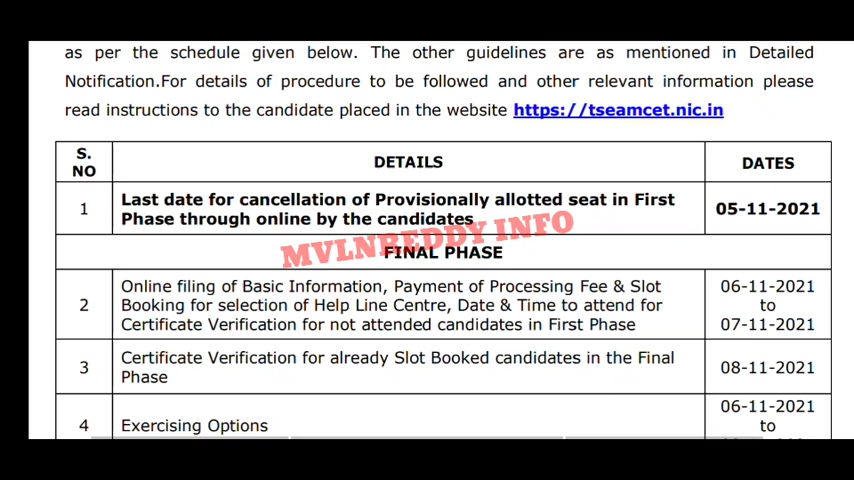 as per the schedule given below. The other guidelines are as mentioned in Detailed
Notification.For details of procedure to be followed and other relevant information please
read instructions to the candidate placed in the website https://tseamcet.nic.in
S.
NO
DETAILS
DATES
1
Last date for cancellation of Provisionally allotted seat in First
Phase through online by the candidates
05-11-2021
MVLNREDDY INFO
FINAL PHASE
2
Online filing of Basic Information, Payment of Processing Fee & Slot
Booking for selection of Help Line Centre, Date & Time to attend for
Certificate Verification for not attended candidates in First Phase
06-11-2021
to
07-11-2021
3
Certificate Verification for already Slot Booked candidates in the Final
Phase
08-11-2021
4
Exercising Options
06-11-2021
to